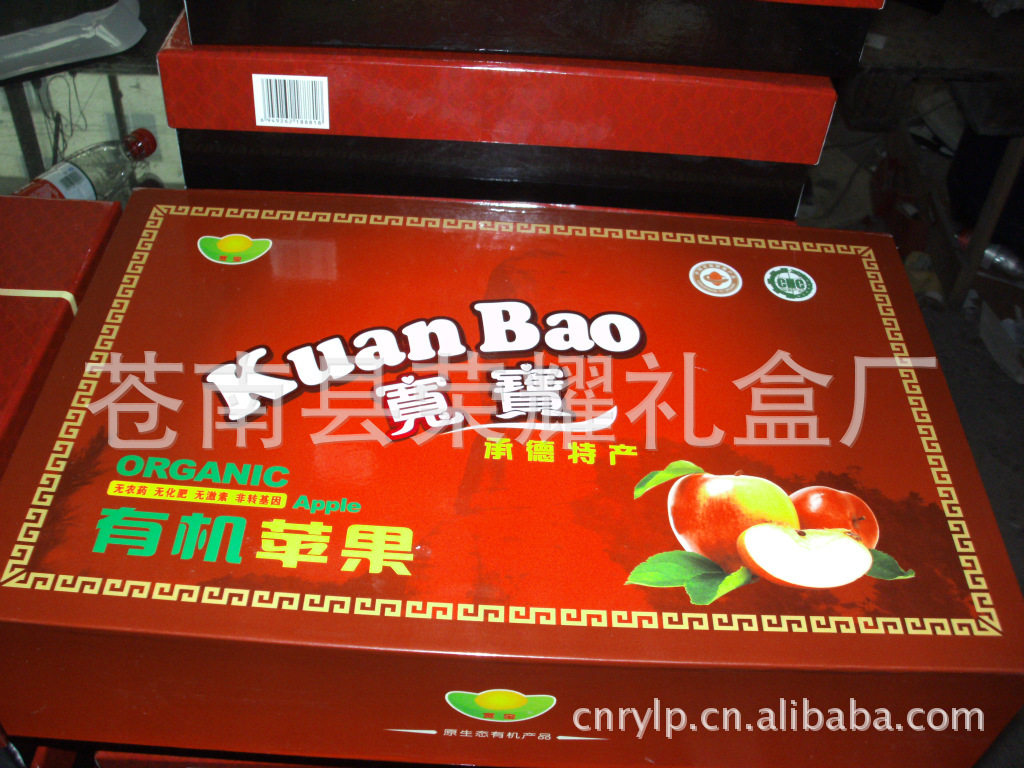 Kuan Bao
寬 寶
苍南县荣耀礼盒厂
承德特产
ORGANIC
无农药 无化肥 无激素 非转基因
Apple
有机苹果
原生态有机产品
cnrylp.cn.alibaba.com